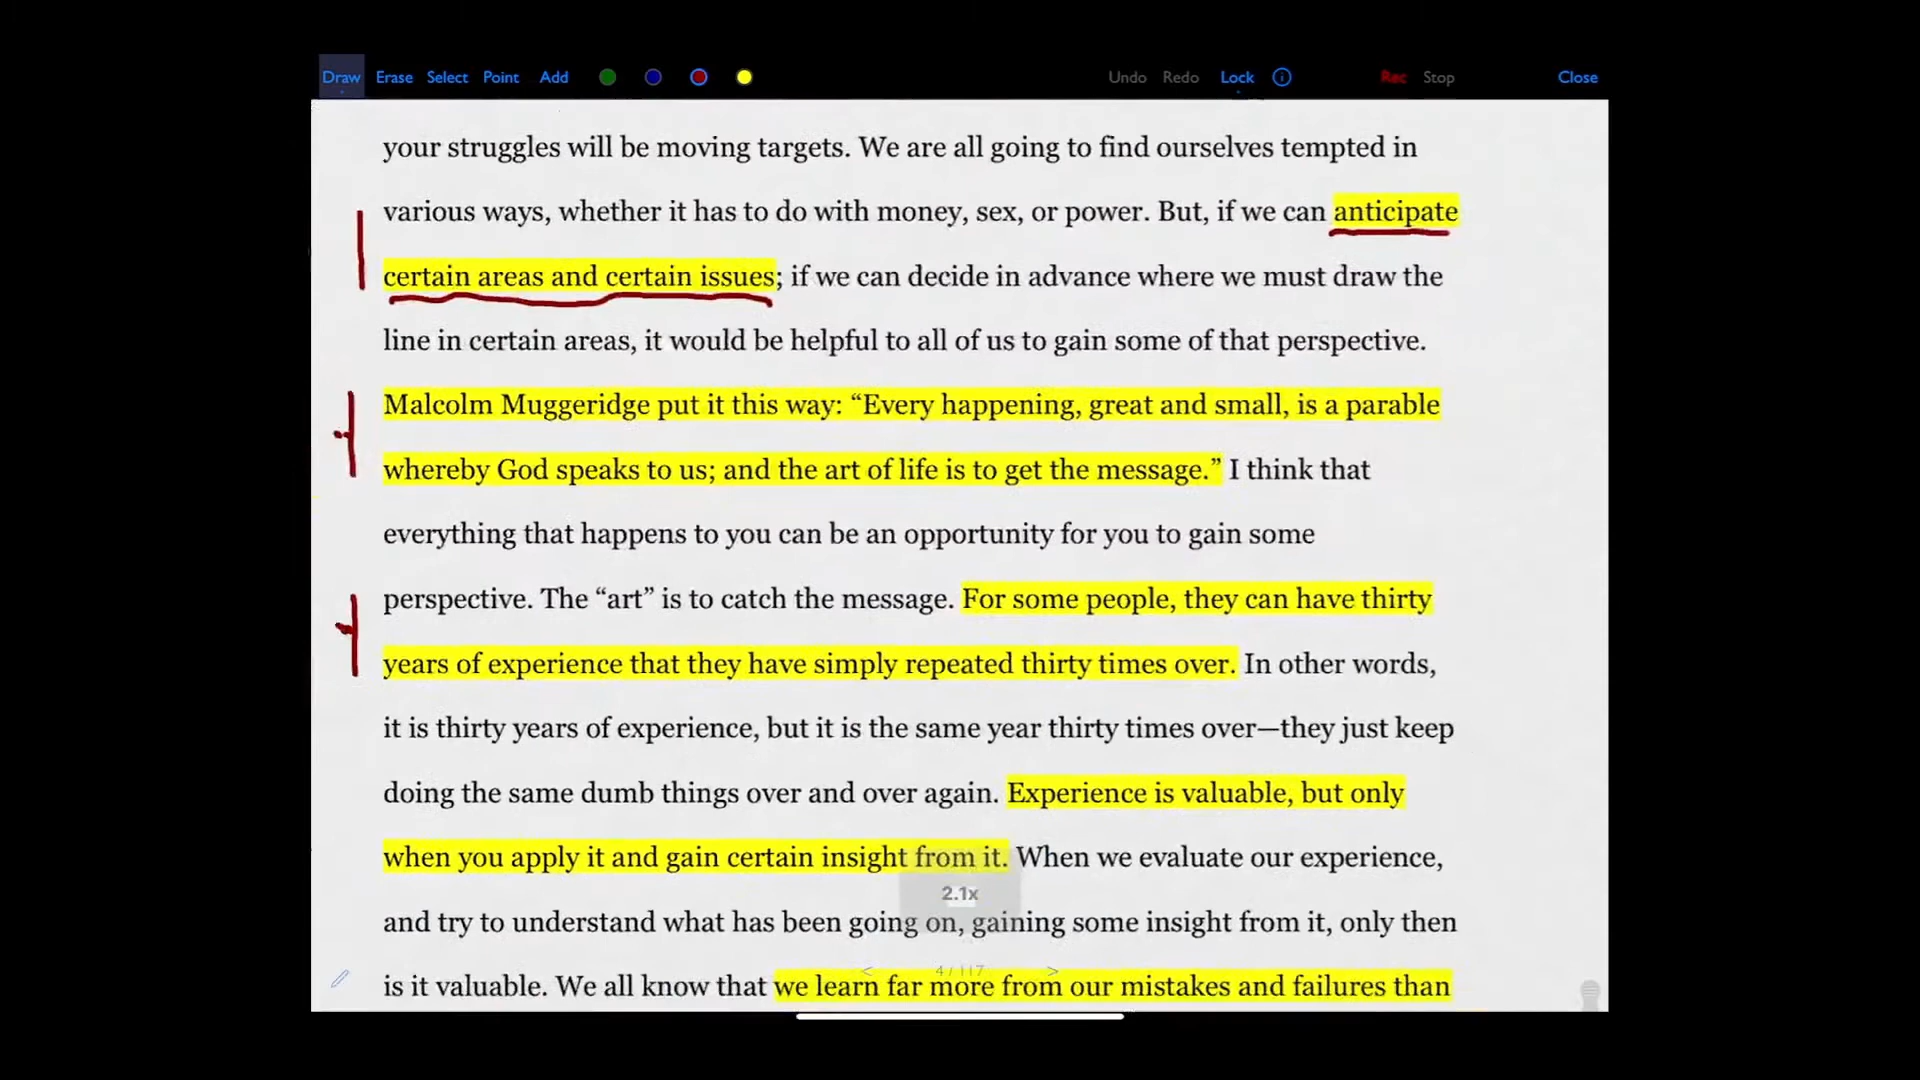 Draw Erase Select Point Add Undo Redo Lock Rec Stop Close
your struggles will be moving targets. We are all going to find ourselves tempted in
various ways, whether it has to do with money, sex, or power. But, if we can anticipate
certain areas and certain issues; if we can decide in advance where we must draw the
line in certain areas, it would be helpful to all of us to gain some of that perspective.
Malcolm Muggeridge put it this way: “Every happening, great and small, is a parable
whereby God speaks to us; and the art of life is to get the message.” I think that
everything that happens to you can be an opportunity for you to gain some
perspective. The “art” is to catch the message. For some people, they can have thirty
years of experience that they have simply repeated thirty times over. In other words,
it is thirty years of experience, but it is the same year thirty times over—they just keep
doing the same dumb things over and over again. Experience is valuable, but only
when you apply it and gain certain insight from it. When we evaluate our experience,
2.1x
and try to understand what has been going on, gaining some insight from it, only then
< 4 / 117 >
is it valuable. We all know that we learn far more from our mistakes and failures than